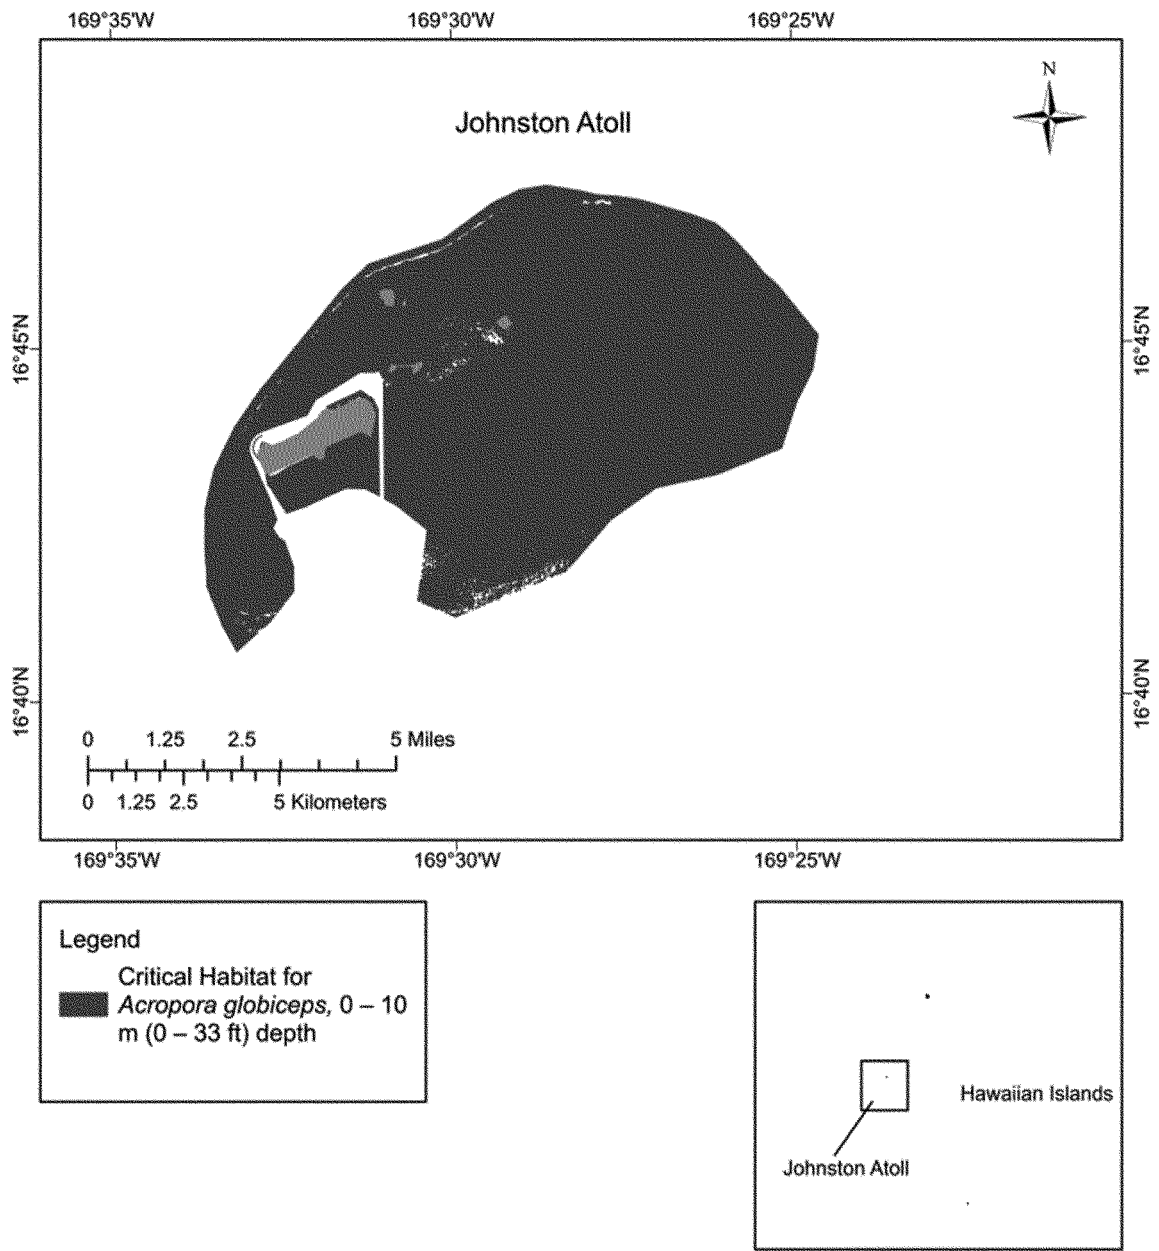 169°35'W 169°30'W 169°25'W
N
Johnston Atoll
16°45'N 16°45'N
16°40'N 16°40'N
0 1.25 2.5 5 Miles
0 1.25 2.5 5 Kilometers
169°35'W 169°30'W 169°25'W
Legend
Critical Habitat for
Acropora globiceps, 0 – 10
m (0 – 33 ft) depth
Hawaiian Islands
Johnston Atoll